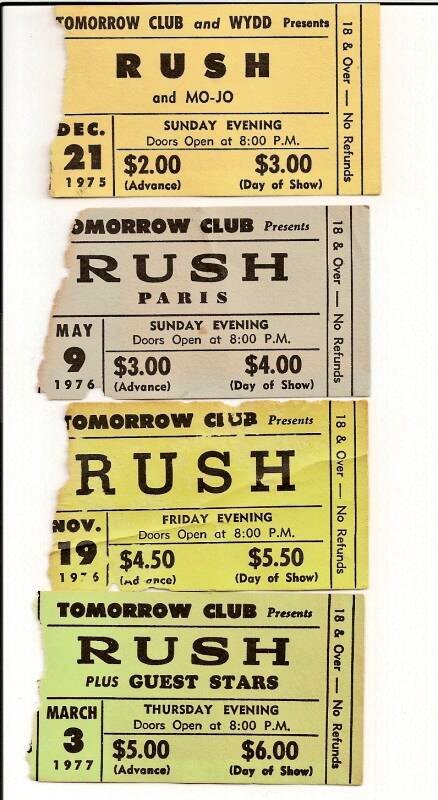 TOMORROW CLUB and WYDD Presents
RUSH
and MO-JO
DEC.
21
1975
SUNDAY EVENING
Doors Open at 8:00 P.M.
$2.00
(Advance)
$3.00
(Day of Show)
18 & Over — No Refunds
TOMORROW CLUB Presents
RUSH
PARIS
MAY
9
1976
SUNDAY EVENING
Doors Open at 8:00 P.M.
$3.00
(Advance)
$4.00
(Day of Show)
18 & Over — No Refunds
TOMORROW CLUB Presents
RUSH
NOV.
19
1976
FRIDAY EVENING
Doors Open at 8:00 P.M.
$4.50
(Advance)
$5.50
(Day of Show)
18 & Over — No Refunds
TOMORROW CLUB Presents
RUSH
PLUS GUEST STARS
MARCH
3
1977
THURSDAY EVENING
Doors Open at 8:00 P.M.
$5.00
(Advance)
$6.00
(Day of Show)
18 & Over — No Refunds